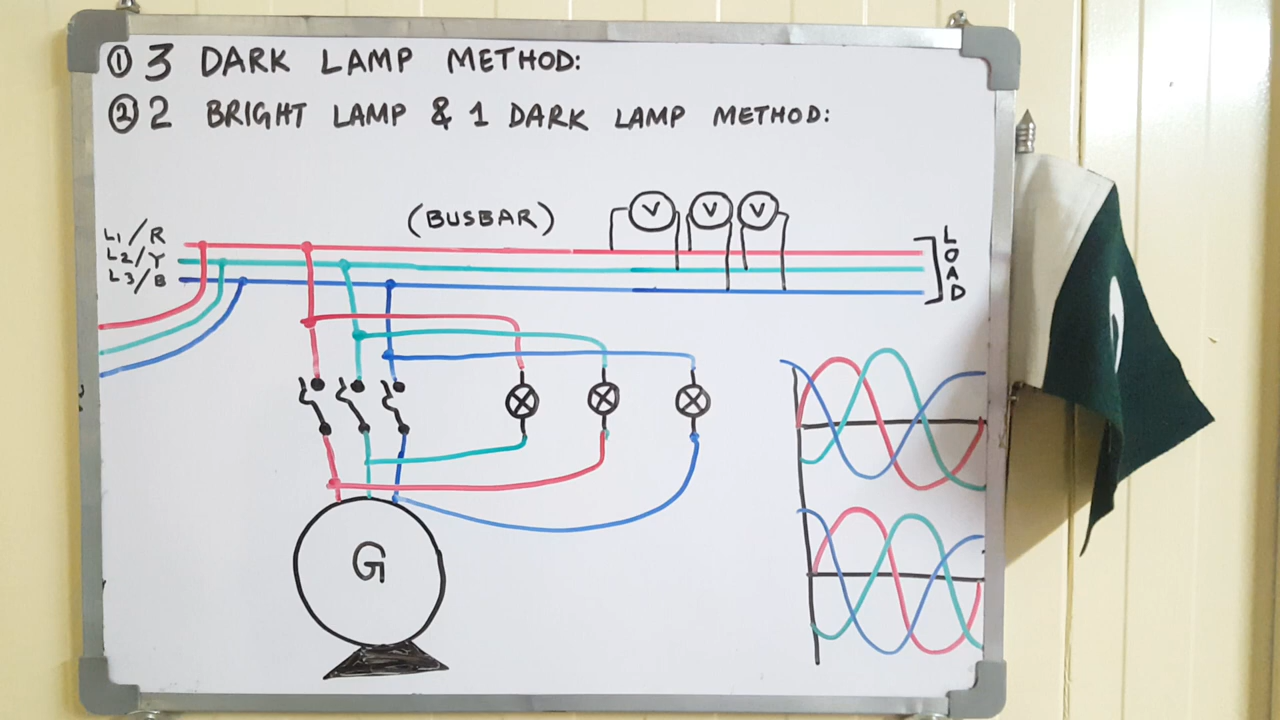 ① 3 DARK LAMP METHOD:
② 2 BRIGHT LAMP & 1 DARK LAMP METHOD:
(BUSBAR)
V V V
L1/R
L2/Y
L3/B
LOAD
G